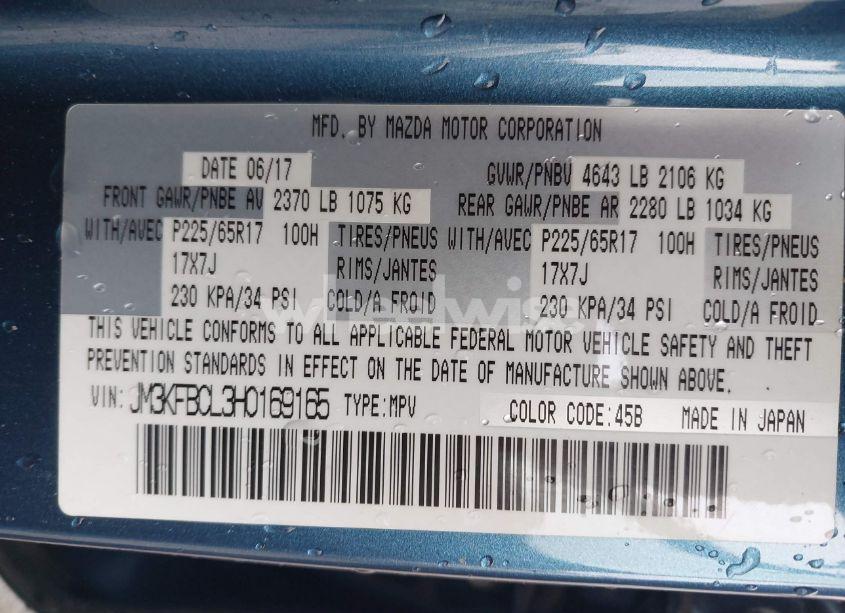 MFD. BY MAZDA MOTOR CORPORATION
DATE 06/17 GVWR/PNBV 4643 LB 2106 KG
FRONT GAWR/PNBE AV 2370 LB 1075 KG REAR GAWR/PNBE AR 2280 LB 1034 KG
WITH/AVEC P225/65R17 100H TIRES/PNEUS WITH/AVEC P225/65R17 100H TIRES/PNEUS
17X7J RIMS/JANTES 17X7J RIMS/JANTES
230 KPA/34 PSI COLD/A FROID 230 KPA/34 PSI COLD/A FROID
THIS VEHICLE CONFORMS TO ALL APPLICABLE FEDERAL MOTOR VEHICLE SAFETY AND THEFT
PREVENTION STANDARDS IN EFFECT ON THE DATE OF MANUFACTURE SHOWN ABOVE.
VIN: JM3KFBCL3H0169165 TYPE:MPV COLOR CODE:45B MADE IN JAPAN